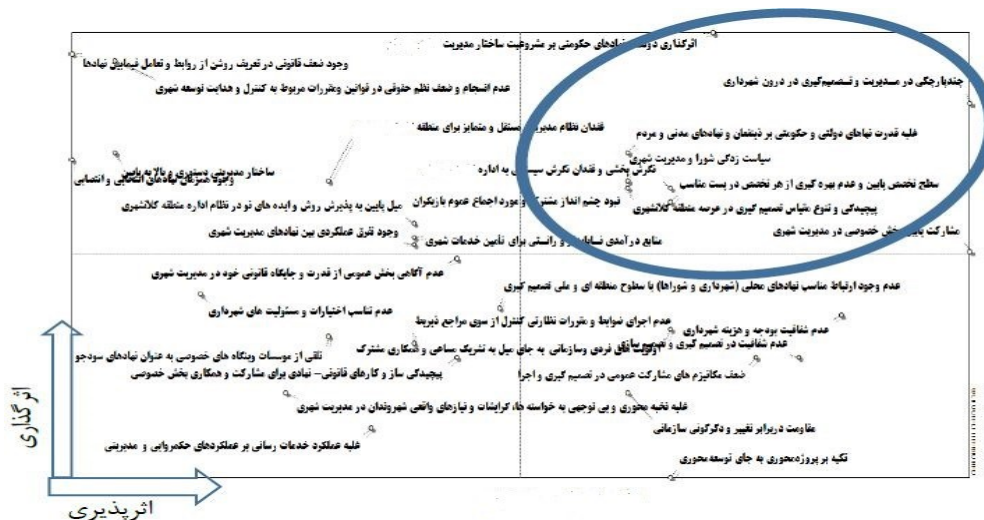 اثرگذاری دولت و نهادهای حکومتی بر مشروعیت ساختار مدیریت
وجود ضعف قانونی در تعریف روشن از روابط و تعامل فیمابین نهادها
چندپارچگی در مدیریت و تصمیم‌گیری در درون شهرداری
عدم انسجام و ضعف نظم حقوقی در قوانین ومقررات مربوط به کنترل و هدایت توسعه شهری
فقدان نظام مدیریت مستقل و متمایز برای منطقه
غلبه قدرت نهاهای دولتی و حکومتی بر ذینفعان و نهادهای مدنی و مردم
سیاست زدگی شورا و مدیریت شهری
نگرش بخشی و فقدان نگرش سیستمی به اداره
ساختار مدیریتی دستوری و بالا به پایین
وجود همزمان نهادهای انتخابی و انتصابی
سطح تخصص پایین و عدم بهره گیری از هر تخصص در پست مناسب
نبود چشم انداز مشترک و مورد اجماع عموم بازیگران
میل پایین به پذیرش روش و ایده های نو در نظام اداره منطقه کلانشهری
پیچیدگی و تنوع مقیاس تصمیم گیری در عرصه منطقه کلانشهری
مشارکت پایین بخش خصوصی در مدیریت شهری
وجود تفرق عملکردی بین نهادهای مدیریت شهری
منابع درآمدی ناپایدار و رانتی برای تأمین خدمات شهری
عدم آگاهی بخش عمومی از قدرت و جایگاه قانونی خود در مدیریت شهری
عدم وجود ارتباط مناسب نهادهای محلی (شهرداری و شوراها) با سطوح منطقه ای و ملی تصمیم گیری
عدم تناسب اختیارات و مسئولیت های شهرداری
عدم اجرای ضوابط و مقررات نظارتی کنترل از سوی مراجع ذیربط
عدم شفافیت بودجه و هزینه شهرداری
عدم شفافیت در تصمیم گیری و تصمیم سازی
اولویت های فردی وسازمانی به جای میل به تشریک مساعی و همکاری مشترک
تلقی از موسسات وبنگاه های خصوصی به عنوان نهادهای سودجو
پیچیدگی ساز و کارهای قانونی– نهادی برای مشارکت و همکاری بخش خصوصی
ضعف مکانیزم های مشارکت عمومی در تصمیم گیری و اجرا
غلبه نخبه محوری و بی توجهی به خواسته ها، گرایشات و نیازهای واقعی شهروندان در مدیریت شهری
مقاومت دربرابر تغییر و دگرگونی سازمانی
غلبه عملکرد خدمات رسانی بر عملکردهای حکمروایی و مدیریتی
تکیه بر پروژه‌محوری به جای توسعه‌محوری
اثرگذاری
اثرپذیری